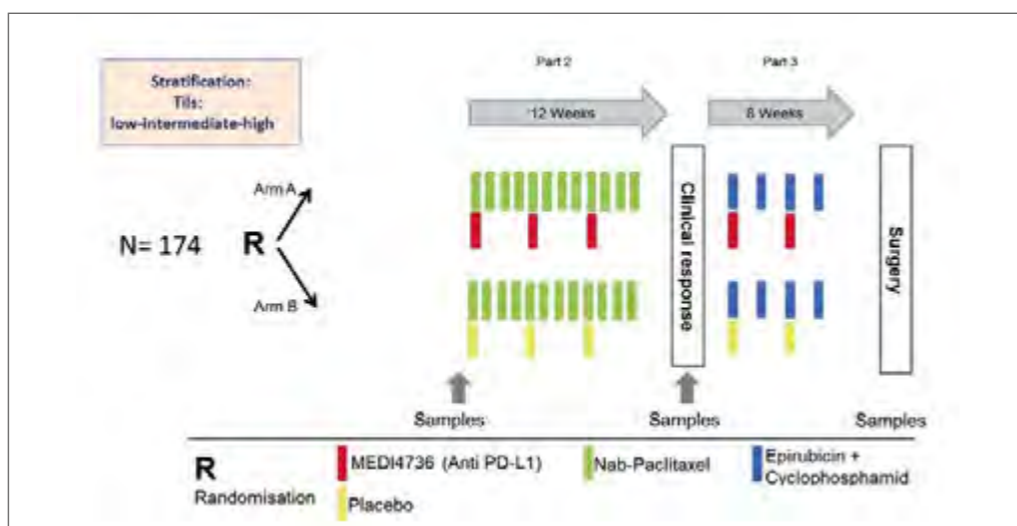 Stratification:
Tils:
low-intermediate-high
Part 2
Part 3
12 Weeks
8 Weeks
Arm A
N= 174
R
Arm B
Clinical response
Surgery
Samples
Samples
Samples
R
Randomisation
MEDI4736 (Anti PD-L1)
Placebo
Nab-Paclitaxel
Epirubicin +
Cyclophosphamid